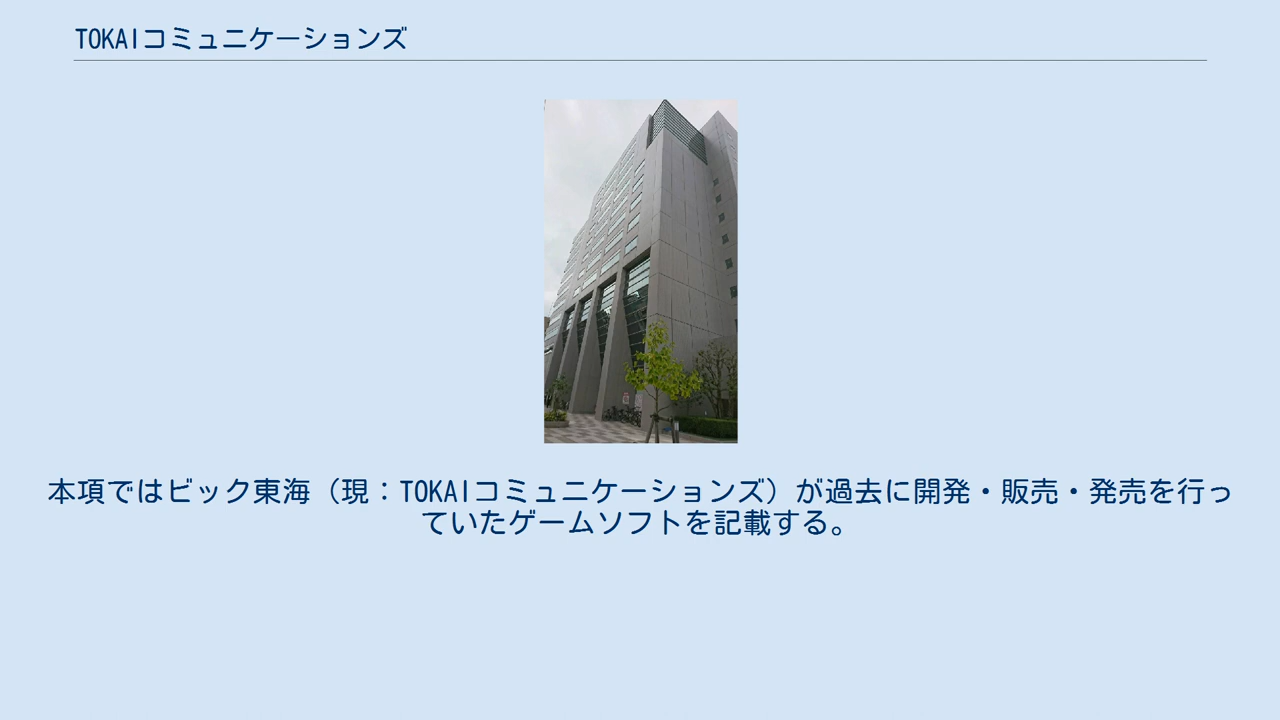 TOKAIコミュニケーションズ
本項ではビック東海（現：TOKAIコミュニケーションズ）が過去に開発・販売・発売を行っ
ていたゲームソフトを記載する。